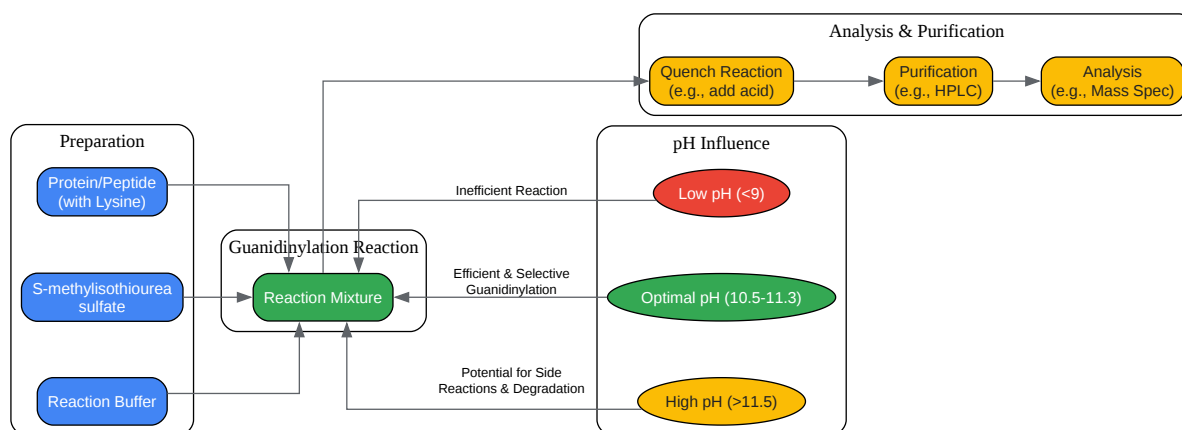 Analysis & Purification
Quench Reaction
(e.g., add acid)
Purification
(e.g., HPLC)
Analysis
(e.g., Mass Spec)
Preparation
Protein/Peptide
(with Lysine)
S-methylisothiourea
sulfate
Reaction Buffer
Guanidinylation Reaction
Reaction Mixture
Inefficient Reaction
Efficient & Selective
Guanidinylation
Potential for Side
Reactions & Degradation
pH Influence
Low pH (<9)
Optimal pH (10.5-11.3)
High pH (>11.5)